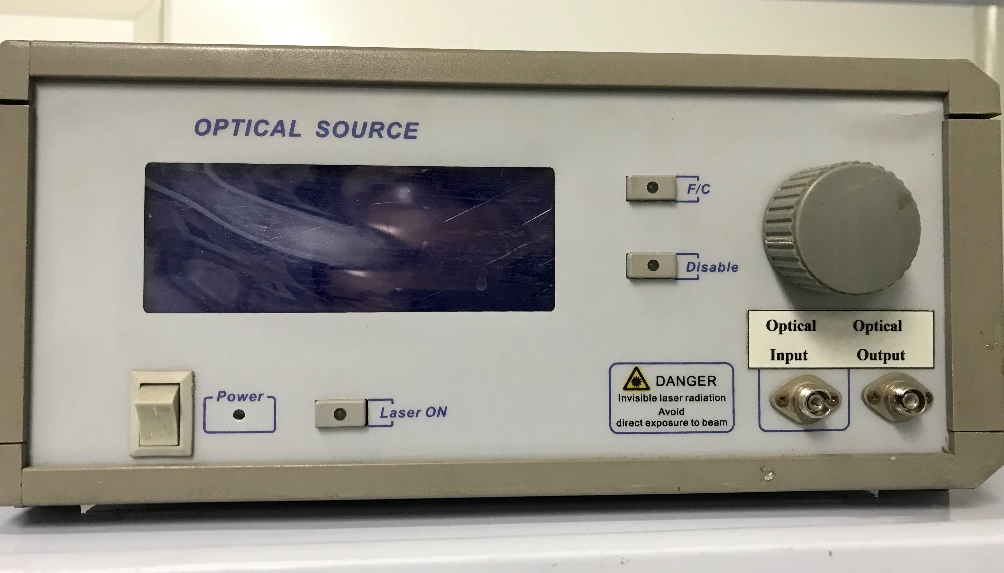 OPTICAL SOURCE
F/C
Disable
Optical Optical
Input Output
Power
Laser ON
DANGER
Invisible laser radiation
Avoid
direct exposure to beam